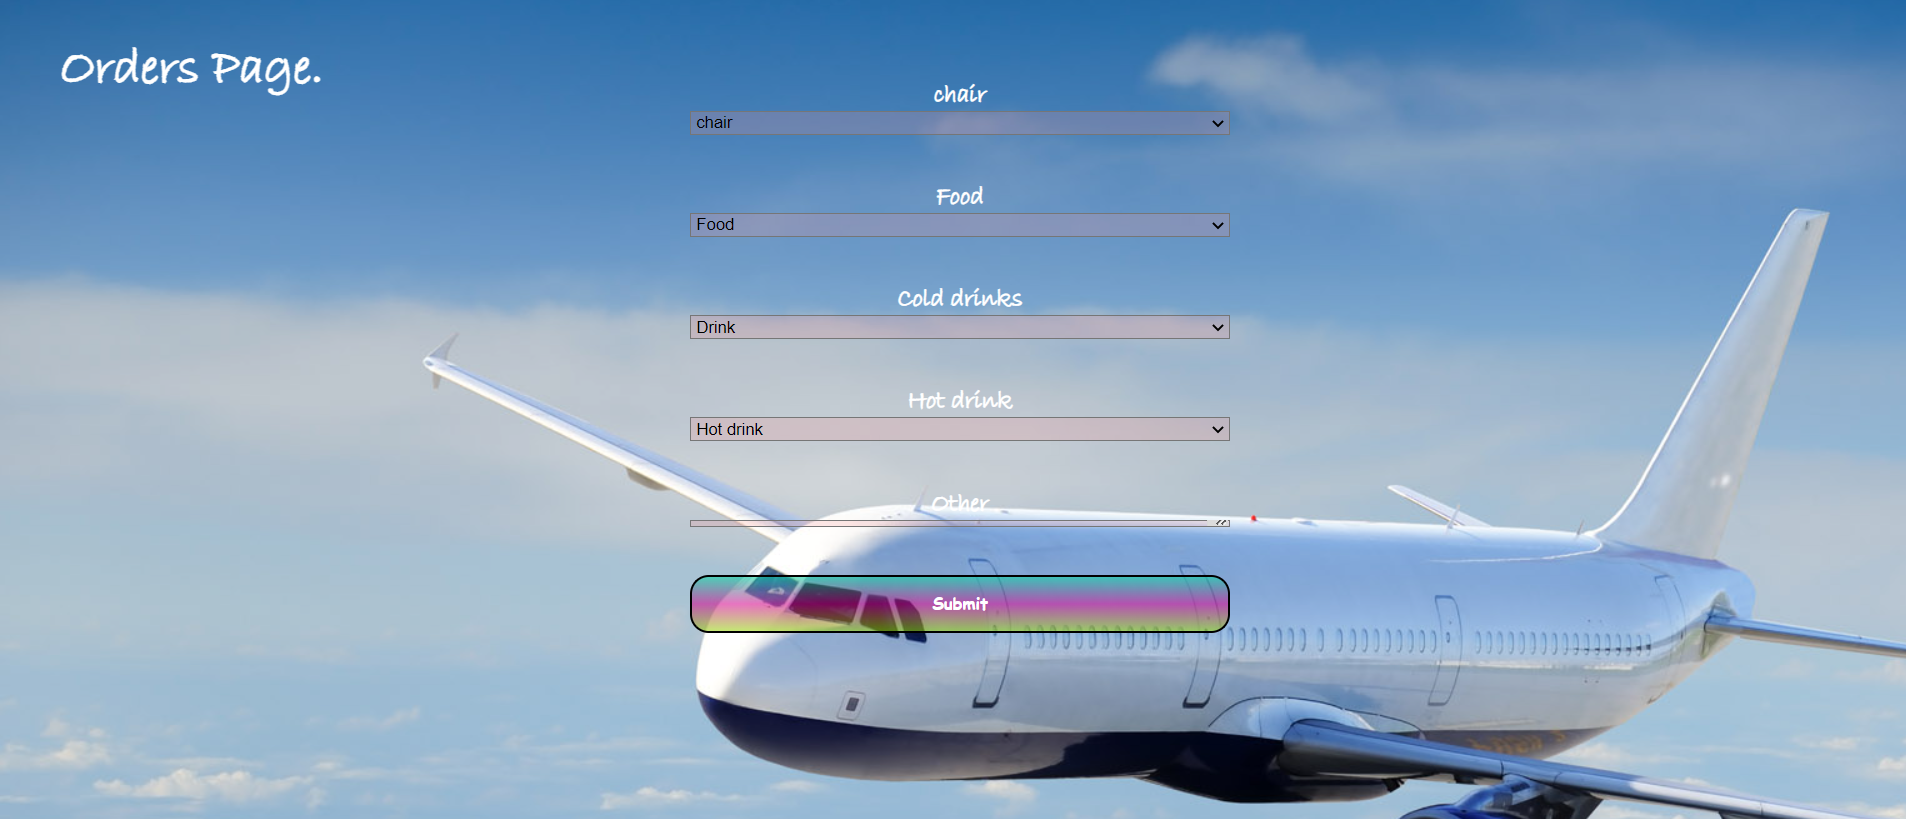 Orders Page.
chair
chair
Food
Food
Cold drinks
Drink
Hot drink
Hot drink
Other
Submit